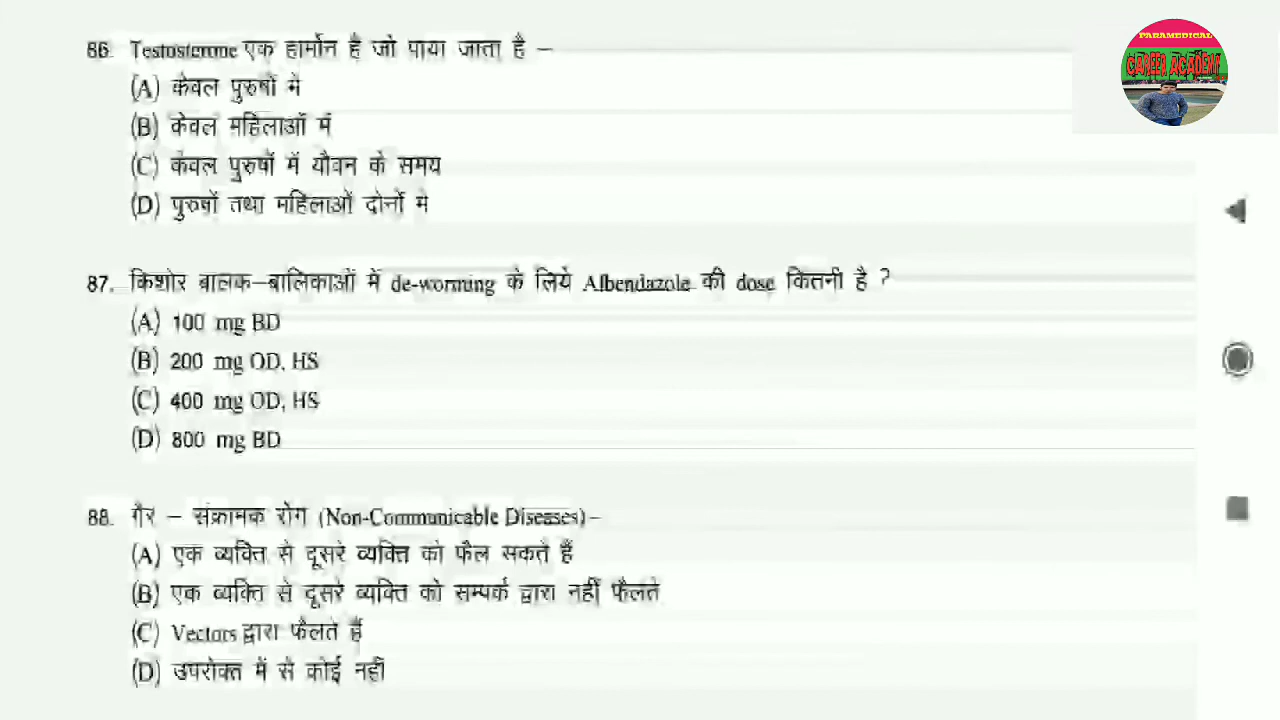 PARAMEDICAL
CAREER ACADEMY
86. Testosterone एक हार्मोन है जो पाया जाता है –
(A) केवल पुरुषों में
(B) केवल महिलाओं में
(C) केवल पुरुषों में यौवन के समय
(D) पुरुषों तथा महिलाओं दोनों में
87. किशोर बालक–बालिकाओं में de-worming के लिये Albendazole की dose कितनी है ?
(A) 100 mg BD
(B) 200 mg OD, HS
(C) 400 mg OD, HS
(D) 800 mg BD
88. गैर – संक्रामक रोग (Non-Communicable Diseases) –
(A) एक व्यक्ति से दूसरे व्यक्ति को फैल सकते हैं
(B) एक व्यक्ति से दूसरे व्यक्ति को सम्पर्क द्वारा नहीं फैलते
(C) Vectors द्वारा फैलते हैं
(D) उपरोक्त में से कोई नहीं